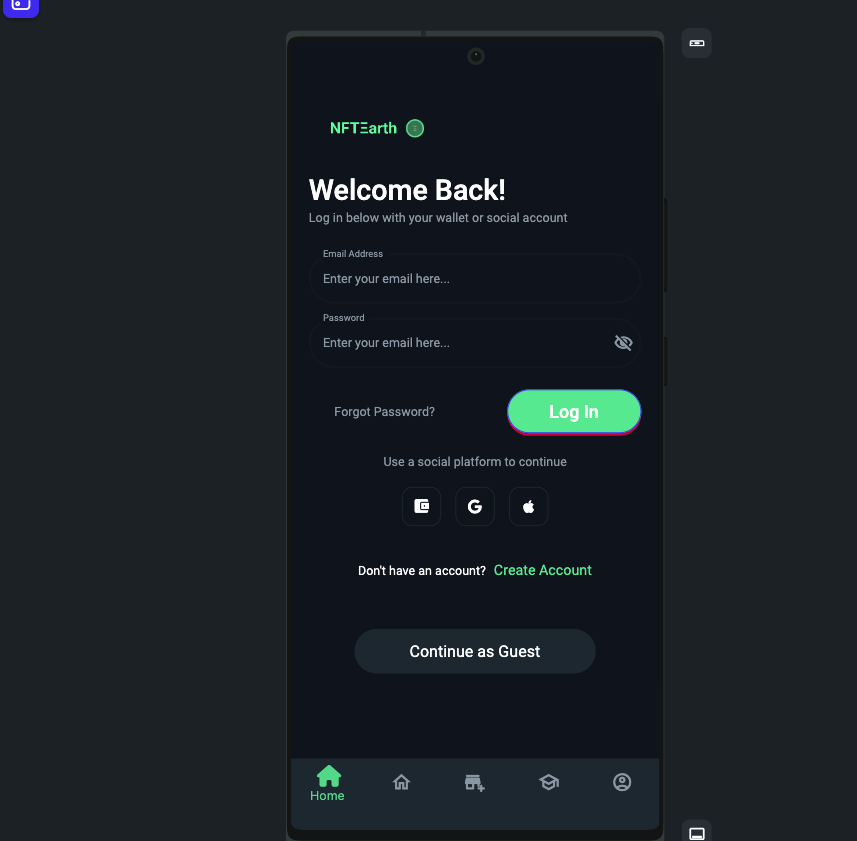 NFTΞarth
Welcome Back!
Log in below with your wallet or social account
Email Address
Enter your email here...
Password
Enter your email here...
Forgot Password?
Log In
Use a social platform to continue
Don't have an account? Create Account
Continue as Guest
Home